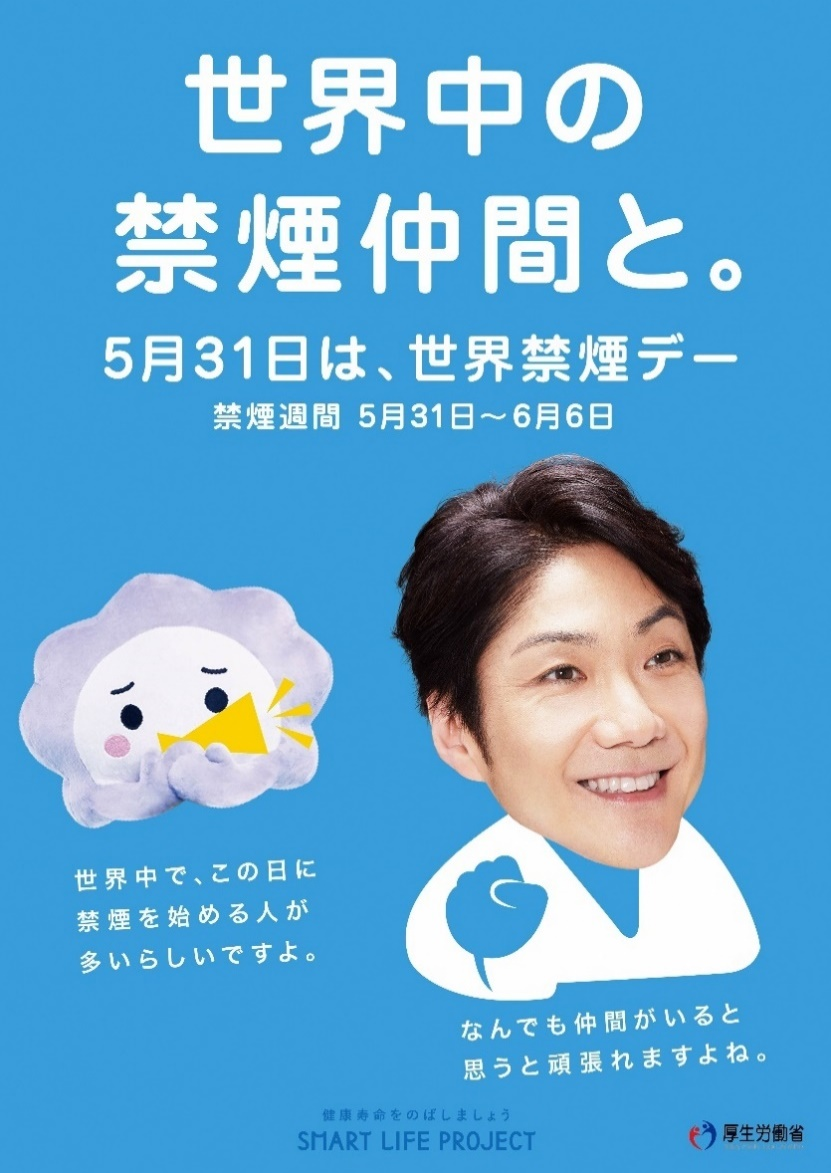 世界中の
禁煙仲間と。
5月31日は、世界禁煙デー
禁煙週間 5月31日～6月6日
世界中で、この日に
禁煙を始める人が
多いらしいですよ。
なんでも仲間がいると
思うと頑張れますよね。
健康寿命をのばしましょう
SMART LIFE PROJECT
厚生労働省